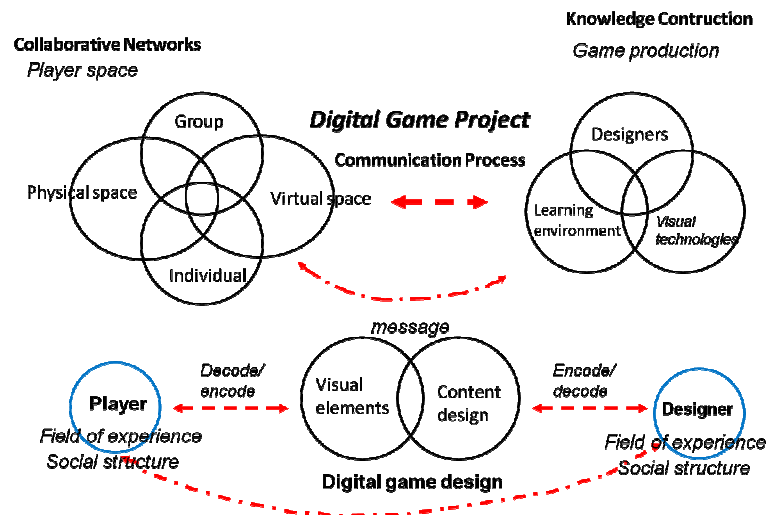 Knowledge Contruction
Collaborative Networks
Player space
Game production
Digital Game Project
Communication Process
Group
Physical space
Virtual space
Individual
Designers
Learning
environment
Visual
technologies
message
Decode/
encode
Visual
elements
Content
design
Encode/
decode
Player
Field of experience
Social structure
Designer
Field of experience
Social structure
Digital game design